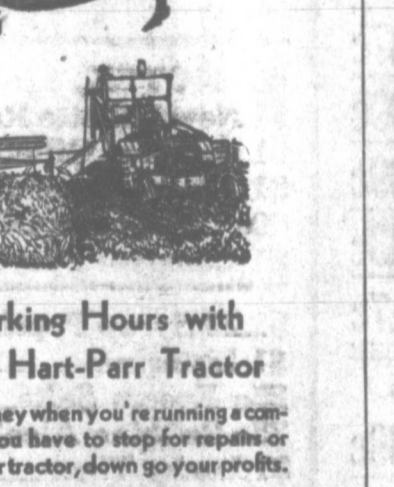 rking Hours with
Hart-Parr Tractor
ney when you're running a com-
ou have to stop for repairs or
r tractor, down go your profits.